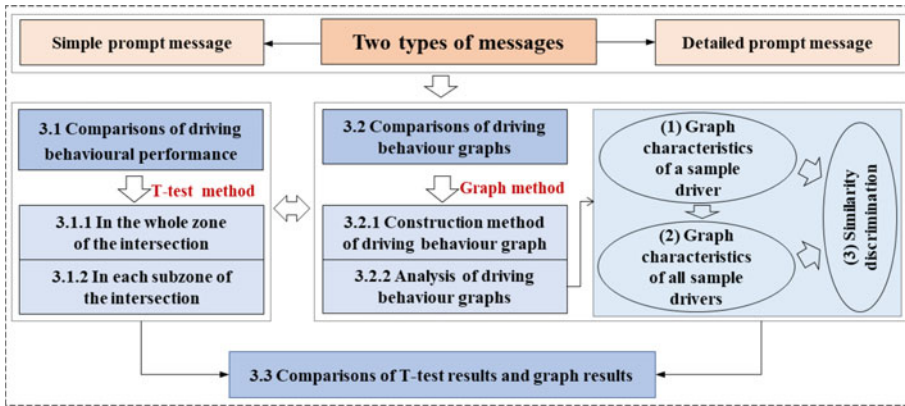 Simple prompt message
Two types of messages
Detailed prompt message
3.1 Comparisons of driving
behavioural performance
T-test method
3.1.1 In the whole zone
of the intersection
3.1.2 In each subzone of
the intersection
3.2 Comparisons of driving
behaviour graphs
Graph method
3.2.1 Construction method
of driving behaviour graph
3.2.2 Analysis of driving
behaviour graphs
(1) Graph
characteristics
of a sample
driver
(2) Graph
characteristics
of all sample
drivers
(3) Similarity
discrimination
3.3 Comparisons of T-test results and graph results